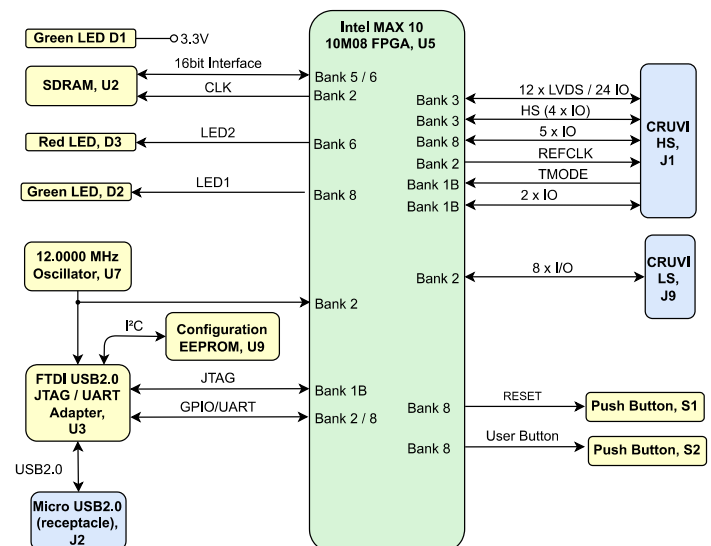 Intel MAX 10
10M08 FPGA, U5
Green LED D1
3.3V
SDRAM, U2
16bit Interface
CLK
Bank 5 / 6
Bank 2
Red LED, D3
LED2
Bank 6
Green LED, D2
LED1
Bank 8
12.0000 MHz
Oscillator, U7
Bank 2
I²C
Configuration
EEPROM, U9
FTDI USB2.0
JTAG / UART
Adapter,
U3
JTAG
Bank 1B
GPIO/UART
Bank 2 / 8
USB2.0
Micro USB2.0
(receptacle),
J2
Bank 3
12 x LVDS / 24 IO
Bank 3
HS (4 x IO)
Bank 8
5 x IO
Bank 2
REFCLK
Bank 1B
TMODE
Bank 1B
2 x IO
CRUVI
HS,
J1
Bank 2
8 x I/O
CRUVI
LS,
J9
Bank 8
RESET
Push Button, S1
Bank 8
User Button
Push Button, S2